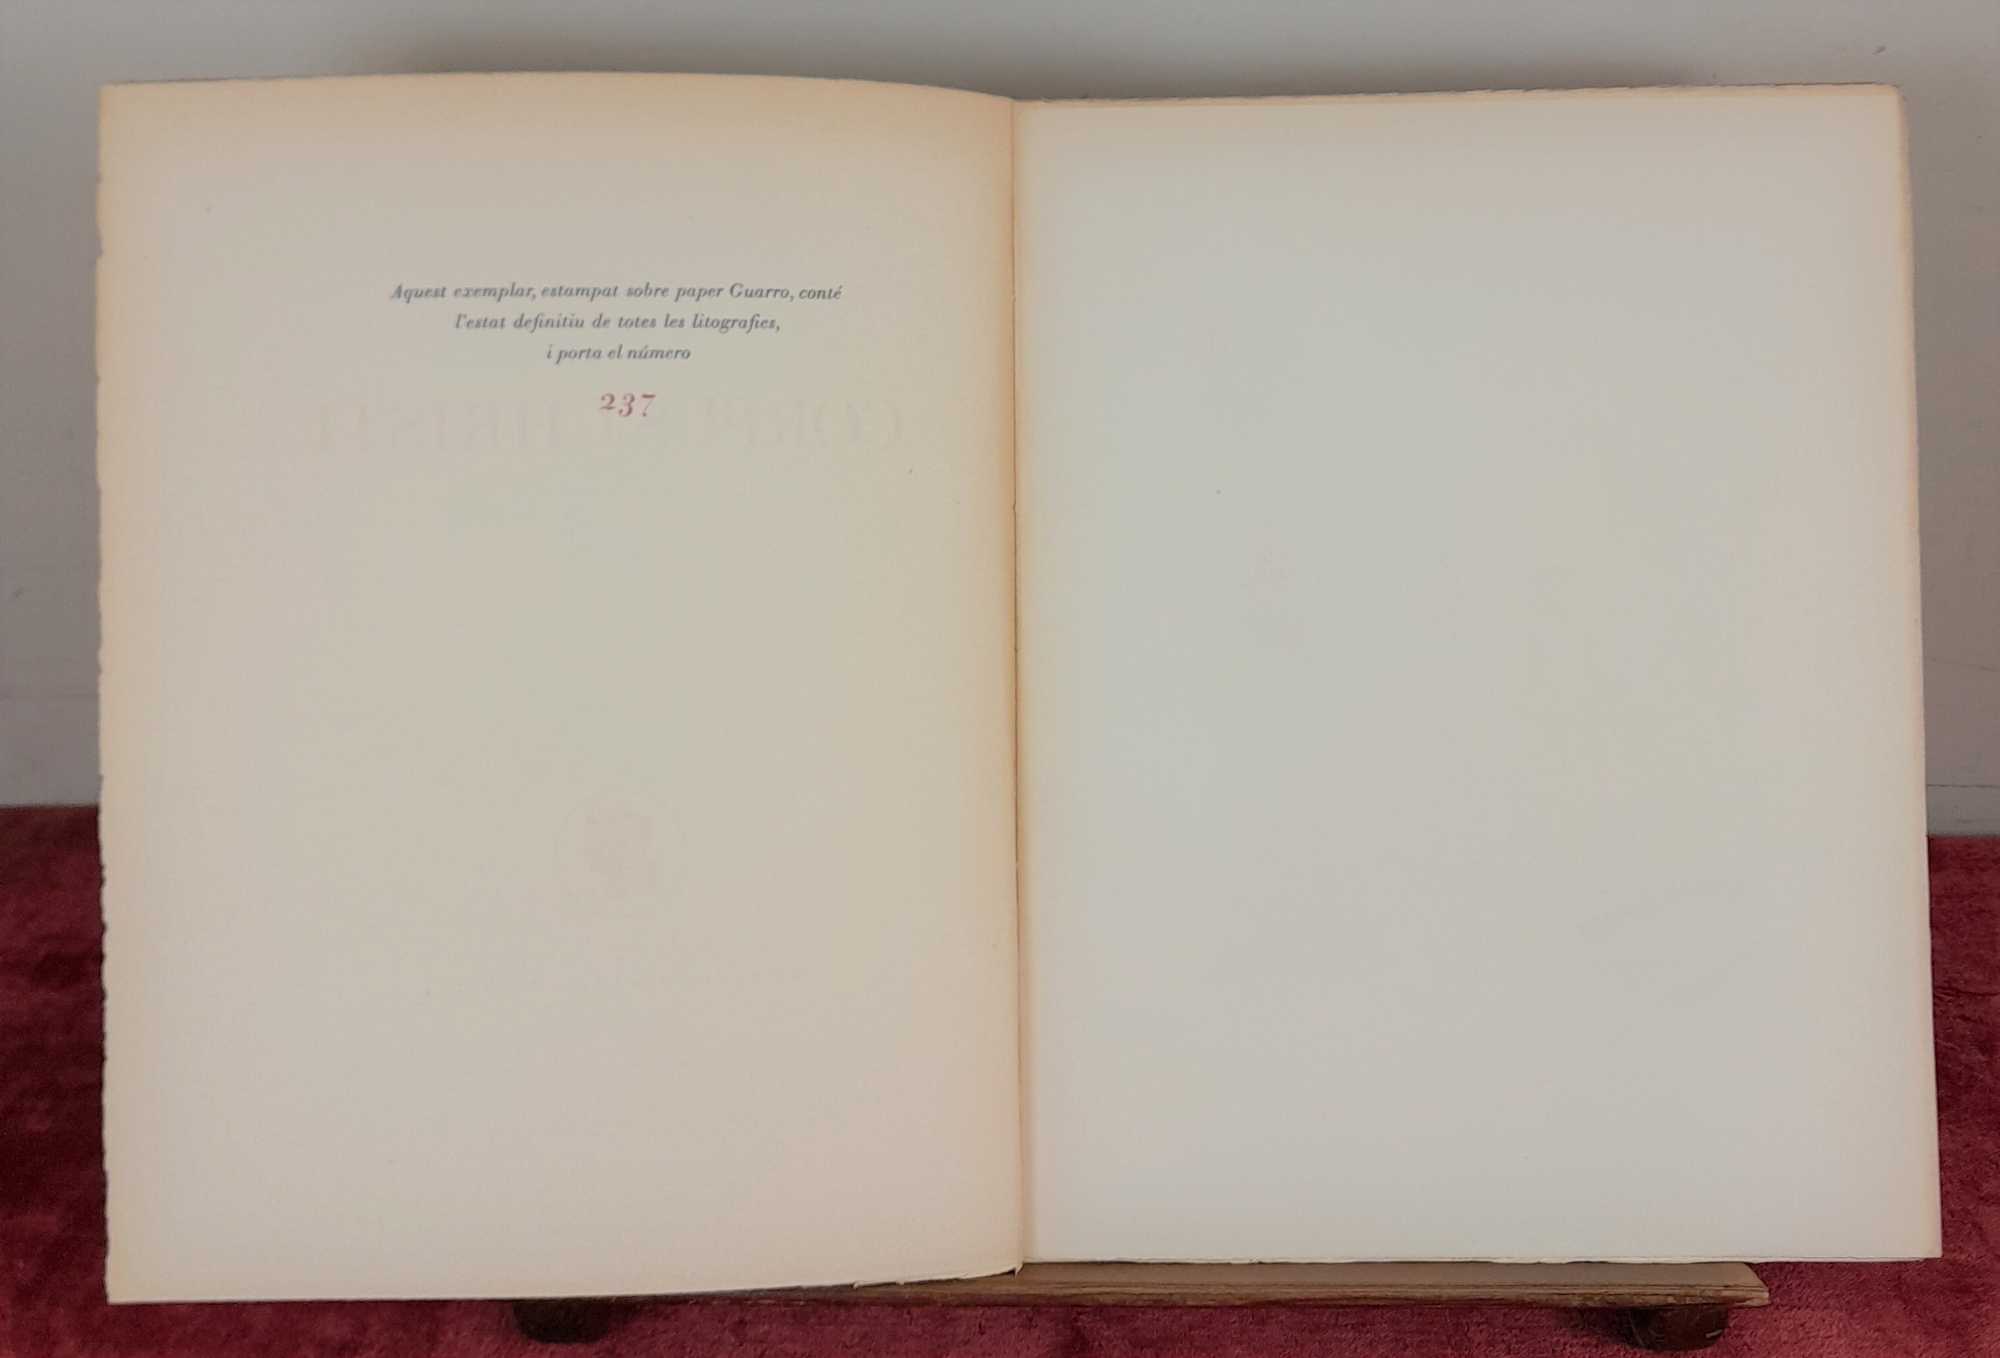 Aquest exemplar, estampat sobre paper Guarro, conté
l'estat definitiu de totes les litografies,
i porta el número
237